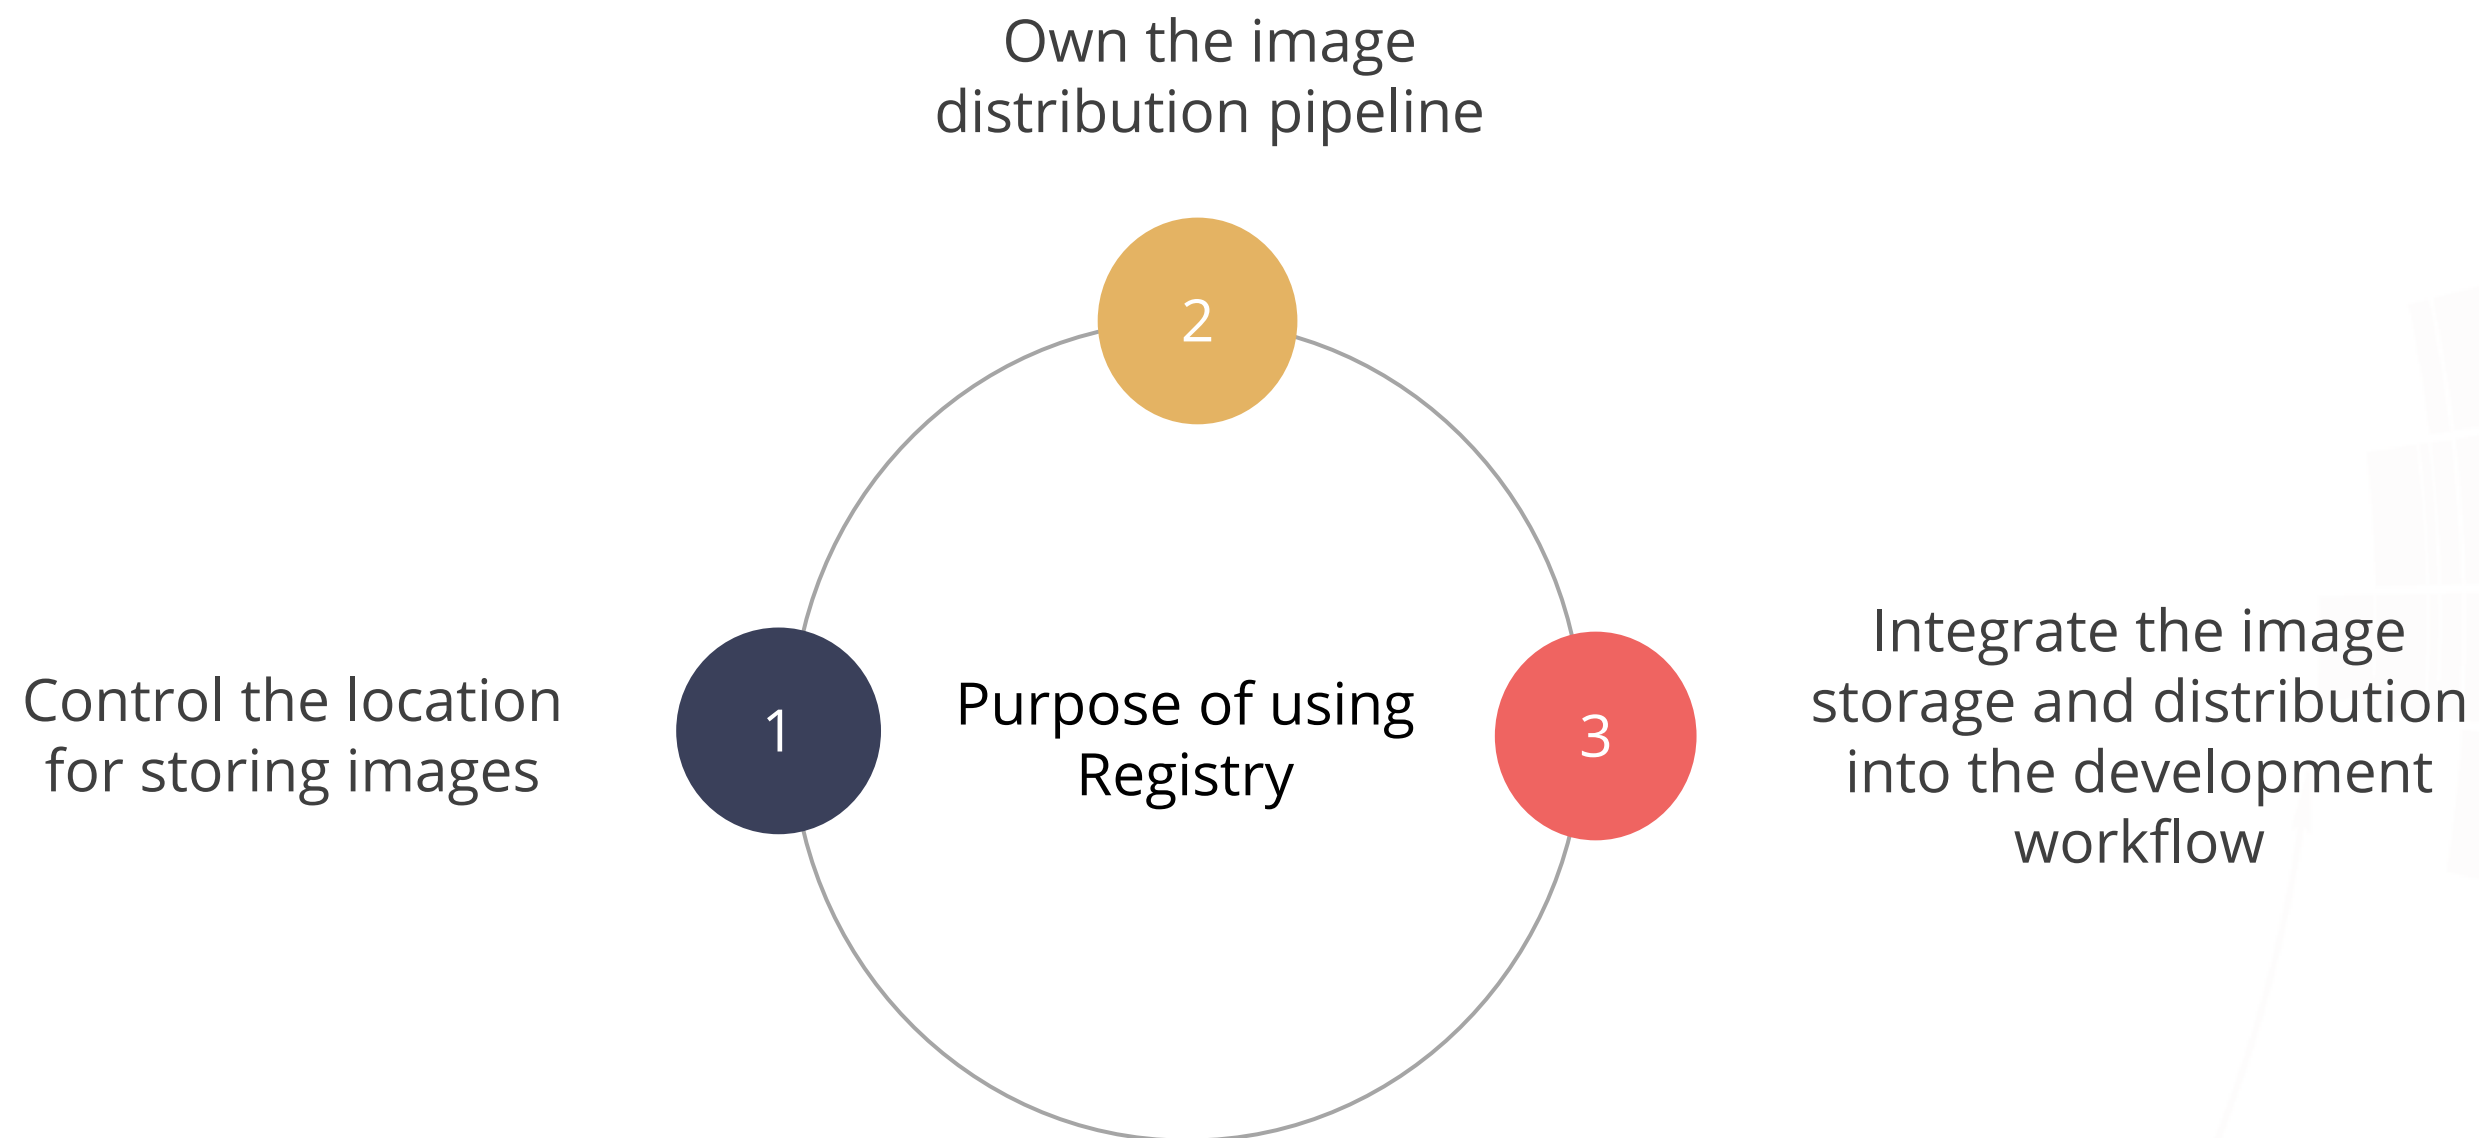 Own the image
distribution pipeline
2
Control the location
for storing images
1
Purpose of using
Registry
3
Integrate the image
storage and distribution
into the development
workflow